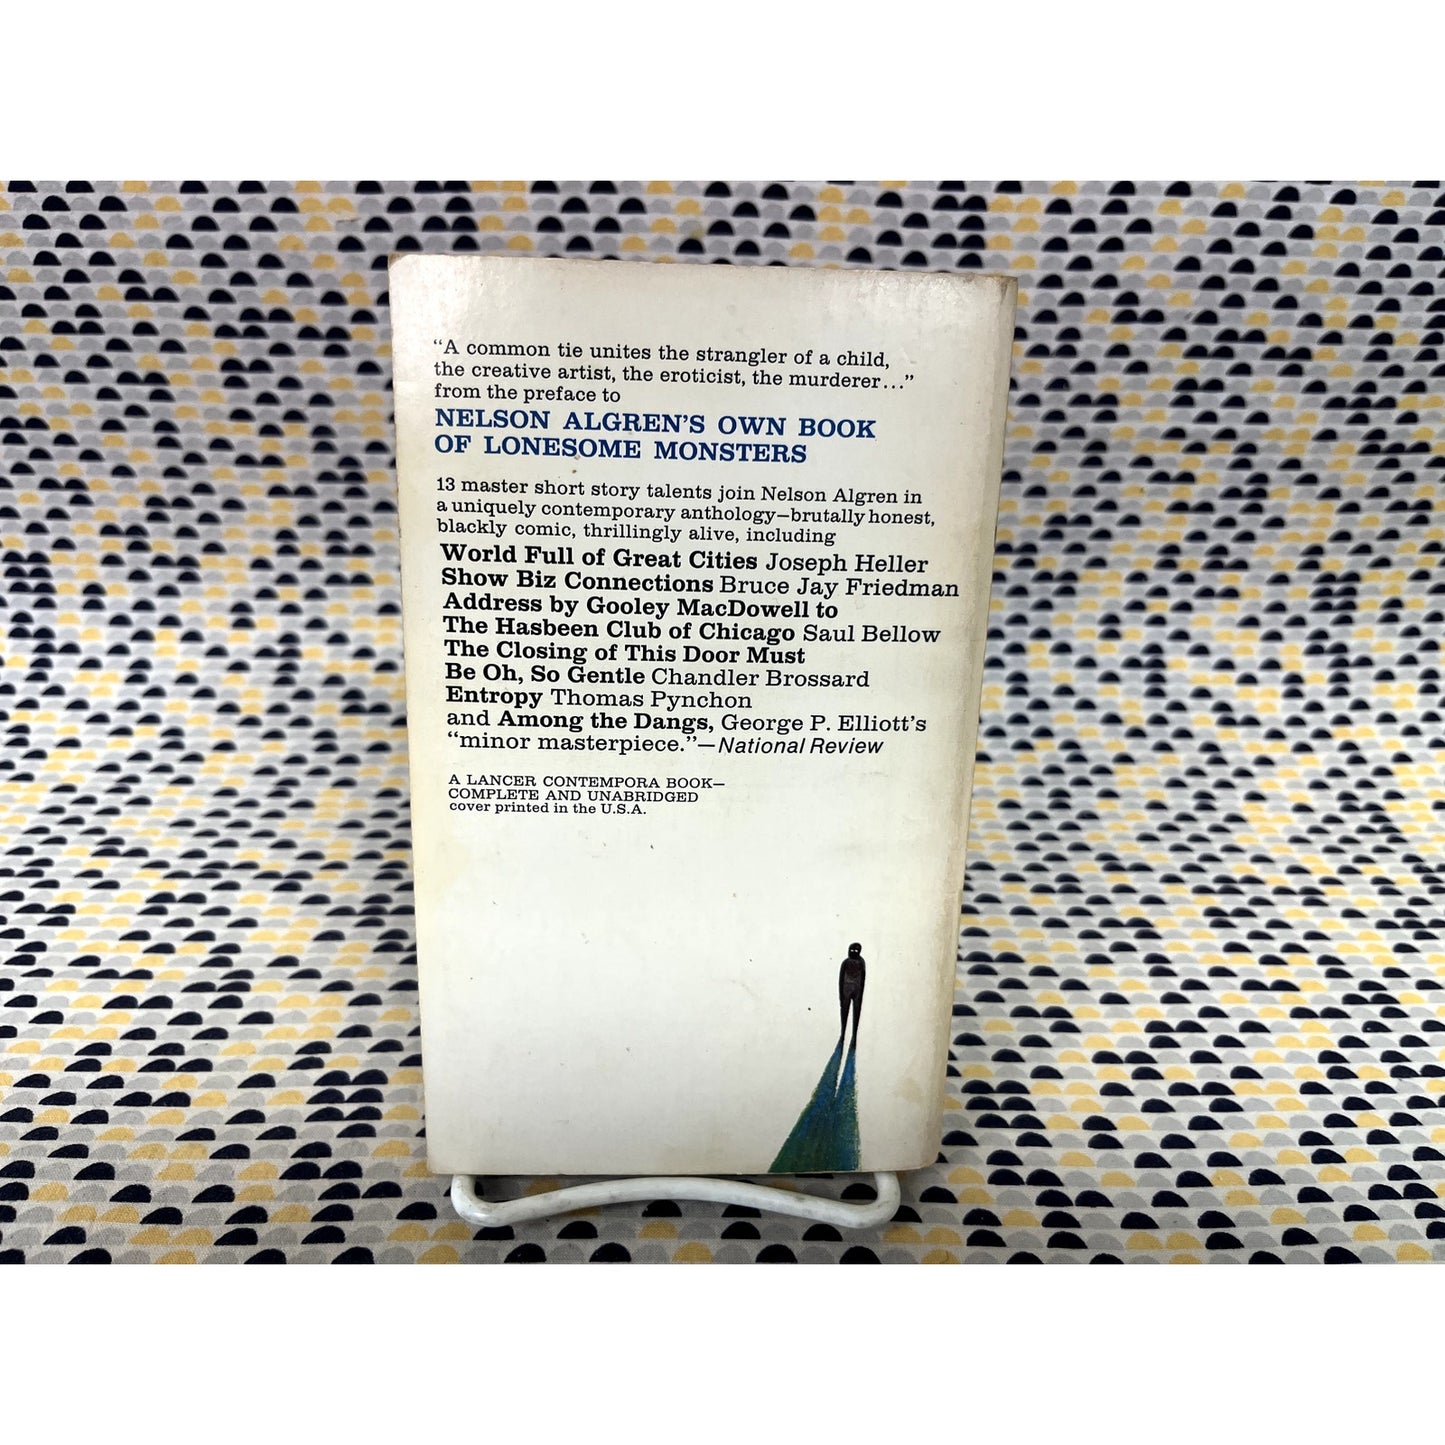 “A common tie unites the strangler of a child,
the creative artist, the eroticist, the murderer...”
from the preface to
NELSON ALGREN’S OWN BOOK
OF LONESOME MONSTERS
13 master short story talents join Nelson Algren in
a uniquely contemporary anthology—brutally honest,
blackly comic, thrillingly alive, including
World Full of Great Cities Joseph Heller
Show Biz Connections Bruce Jay Friedman
Address by Gooley MacDowell to
The Hasbeen Club of Chicago Saul Bellow
The Closing of This Door Must
Be Oh, So Gentle Chandler Brossard
Entropy Thomas Pynchon
and Among the Dangs, George P. Elliott’s
“minor masterpiece.”—National Review
A LANCER CONTEMPORA BOOK—
COMPLETE AND UNABRIDGED
cover printed in the U.S.A.